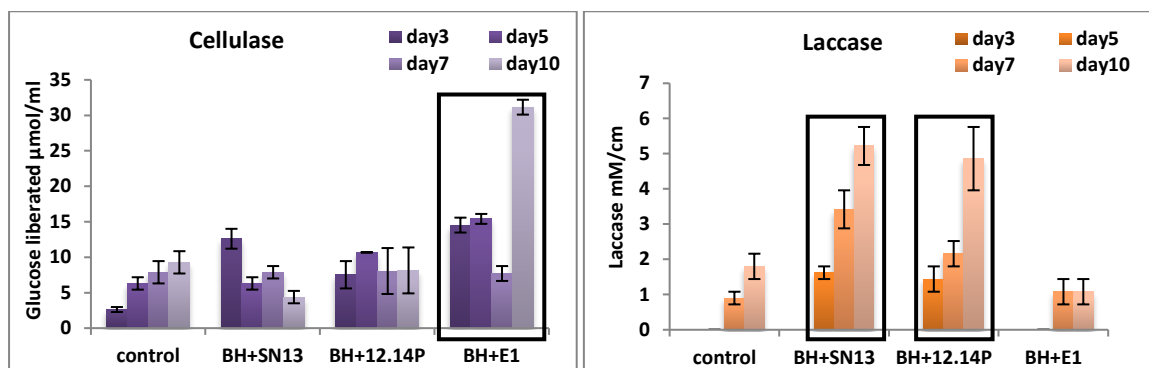 Cellulase
day3 day5
day7 day10
Glucose liberated µmol/ml
35
30
25
20
15
10
5
0
control BH+SN13 BH+12.14P BH+E1
Laccase
day3 day5
day7 day10
Laccase mM/cm
7
6
5
4
3
2
1
0
control BH+SN13 BH+12.14P BH+E1